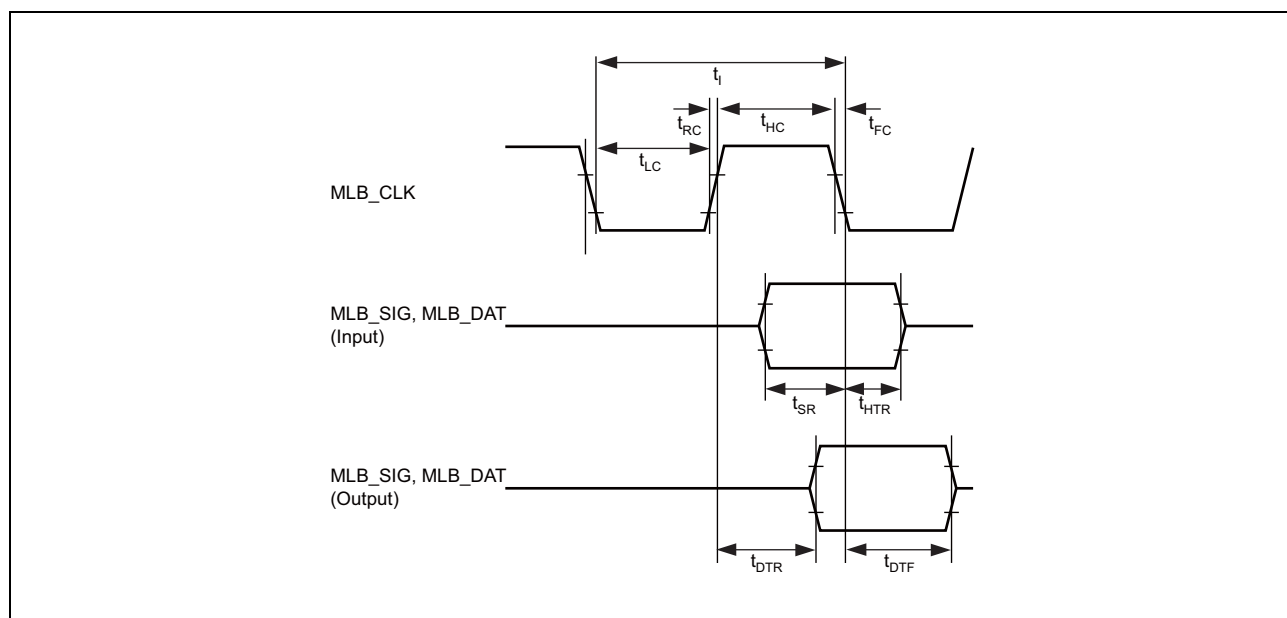 t_I
t_RC
t_HC
t_FC
t_LC
MLB_CLK
MLB_SIG, MLB_DAT
(Input)
t_SR
t_HTR
MLB_SIG, MLB_DAT
(Output)
t_DTR
t_DTF